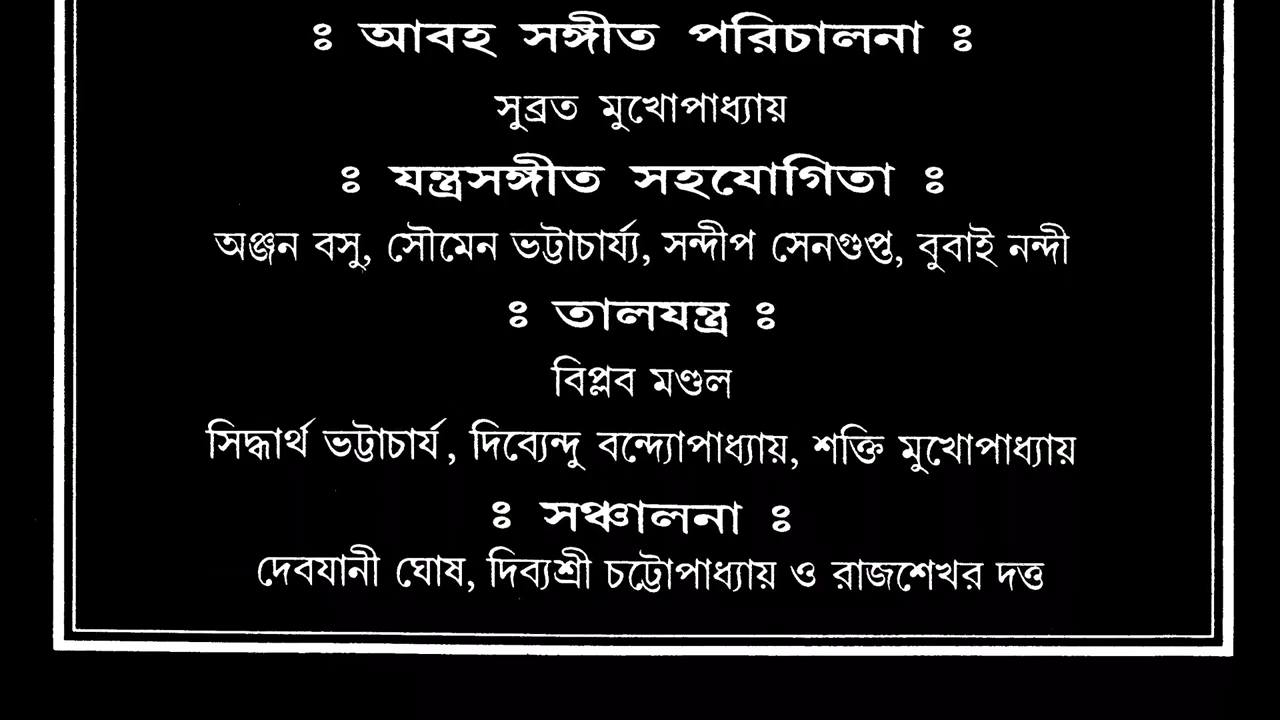 ঃ আবহ সঙ্গীত পরিচালনা ঃ
সুব্রত মুখোপাধ্যায়
ঃ যন্ত্রসঙ্গীত সহযোগিতা ঃ
অঞ্জন বসু, সৌমেন ভট্টাচার্য্য, সন্দীপ সেনগুপ্ত, বুবাই নন্দী
ঃ তালযন্ত্র ঃ
বিপ্লব মণ্ডল
সিদ্ধার্থ ভট্টাচার্য, দিব্যেন্দু বন্দ্যোপাধ্যায়, শক্তি মুখোপাধ্যায়
ঃ সঞ্চালনা ঃ
দেবযানী ঘোষ, দিব্যশ্রী চট্টোপাধ্যায় ও রাজশেখর দত্ত